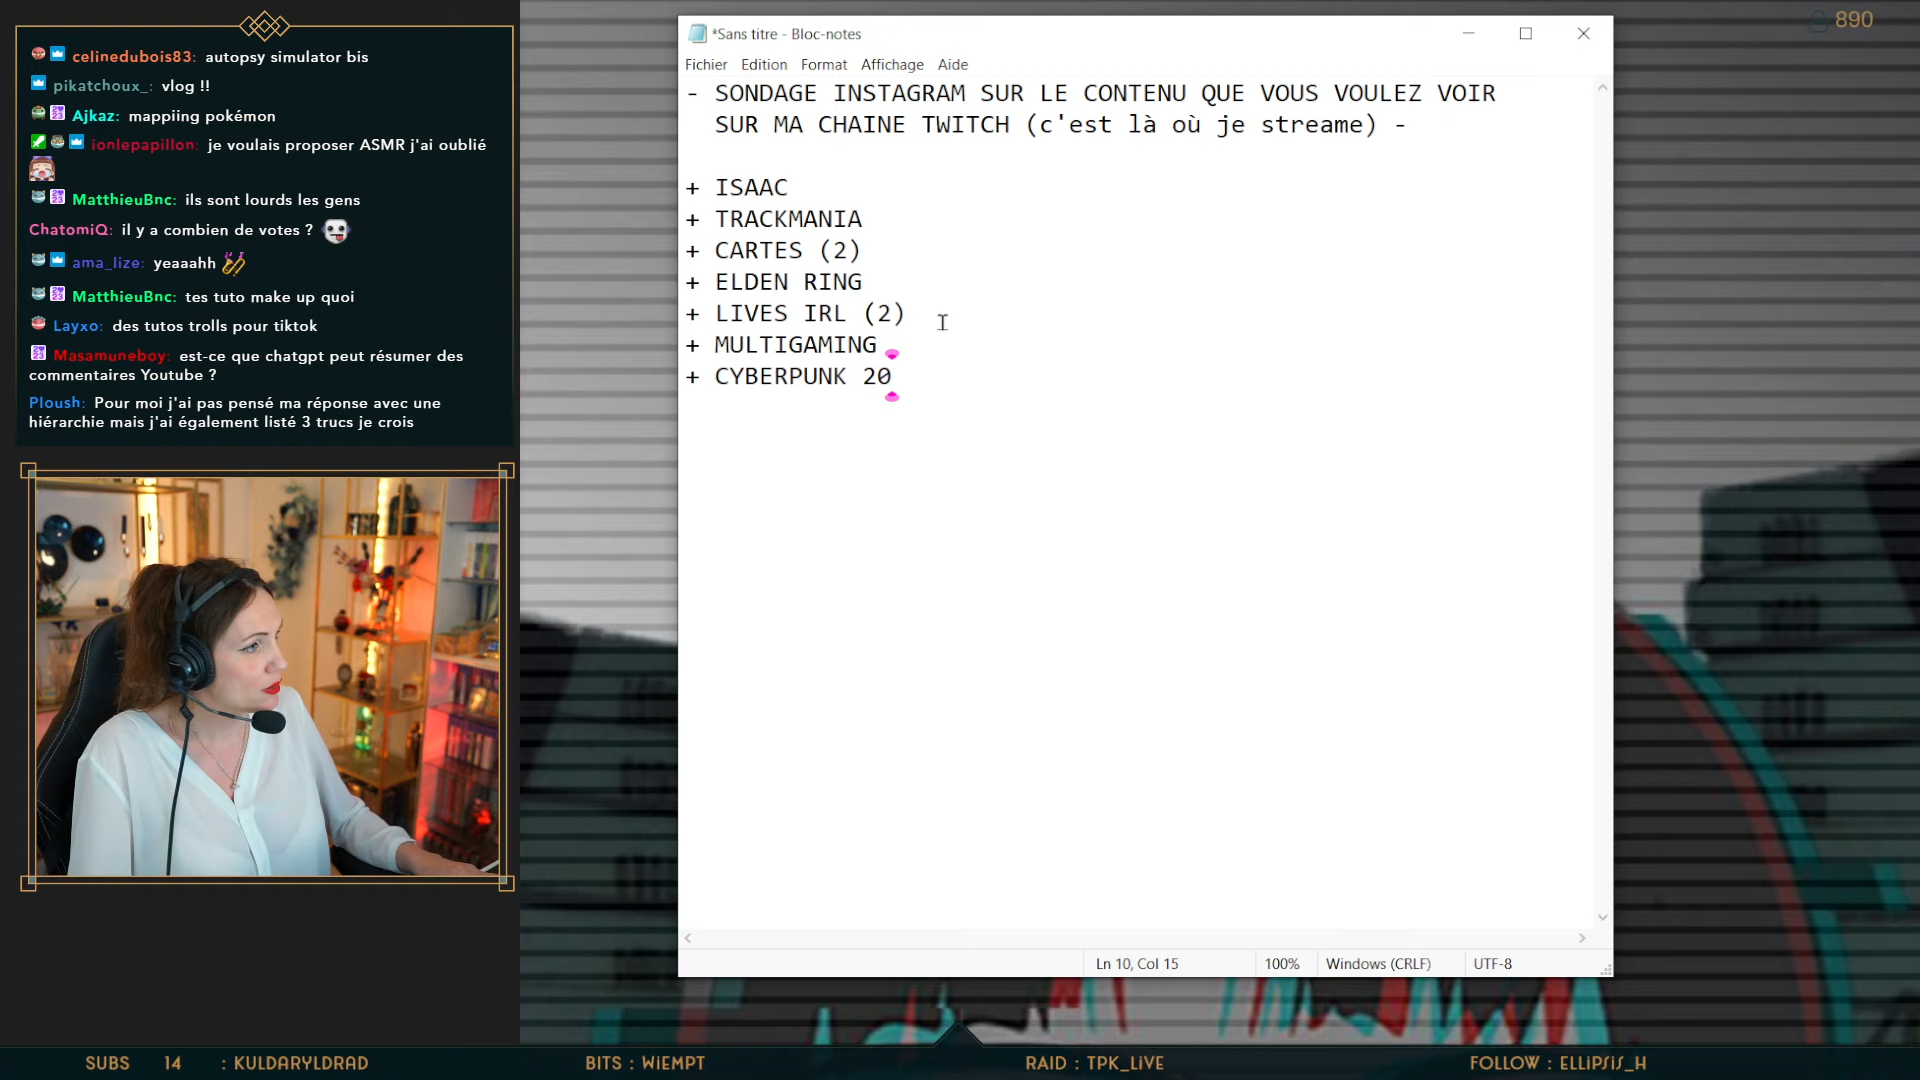 celinedubois83: autopsy simulator bis
pikatchoux_: vlog !!
Ajkaz: mappiing pokémon
ionlepapillon: je voulais proposer ASMR j'ai oublié
MatthieuBnc: ils sont lourds les gens
ChatomiQ: il y a combien de votes ?
ama_lize: yeaaahh
MatthieuBnc: tes tuto make up quoi
Layxo: des tutos trolls pour tiktok
Masamuneboy: est-ce que chatgpt peut résumer des
commentaires Youtube ?
Ploush: Pour moi j'ai pas pensé ma réponse avec une
hiérarchie mais j'ai également listé 3 trucs je crois
*Sans titre - Bloc-notes
Fichier Edition Format Affichage Aide
- SONDAGE INSTAGRAM SUR LE CONTENU QUE VOUS VOULEZ VOIR
SUR MA CHAINE TWITCH (c'est là où je streame) -
+ ISAAC
+ TRACKMANIA
+ CARTES (2)
+ ELDEN RING
+ LIVES IRL (2)
+ MULTIGAMING
+ CYBERPUNK 20
Ln 10, Col 15 100% Windows (CRLF) UTF-8
890
SUBS 14 : KULDARYLDRAD BITS : WiEMPT RAID : TPK_LiVE FOLLOW : ELLiPSiS_H